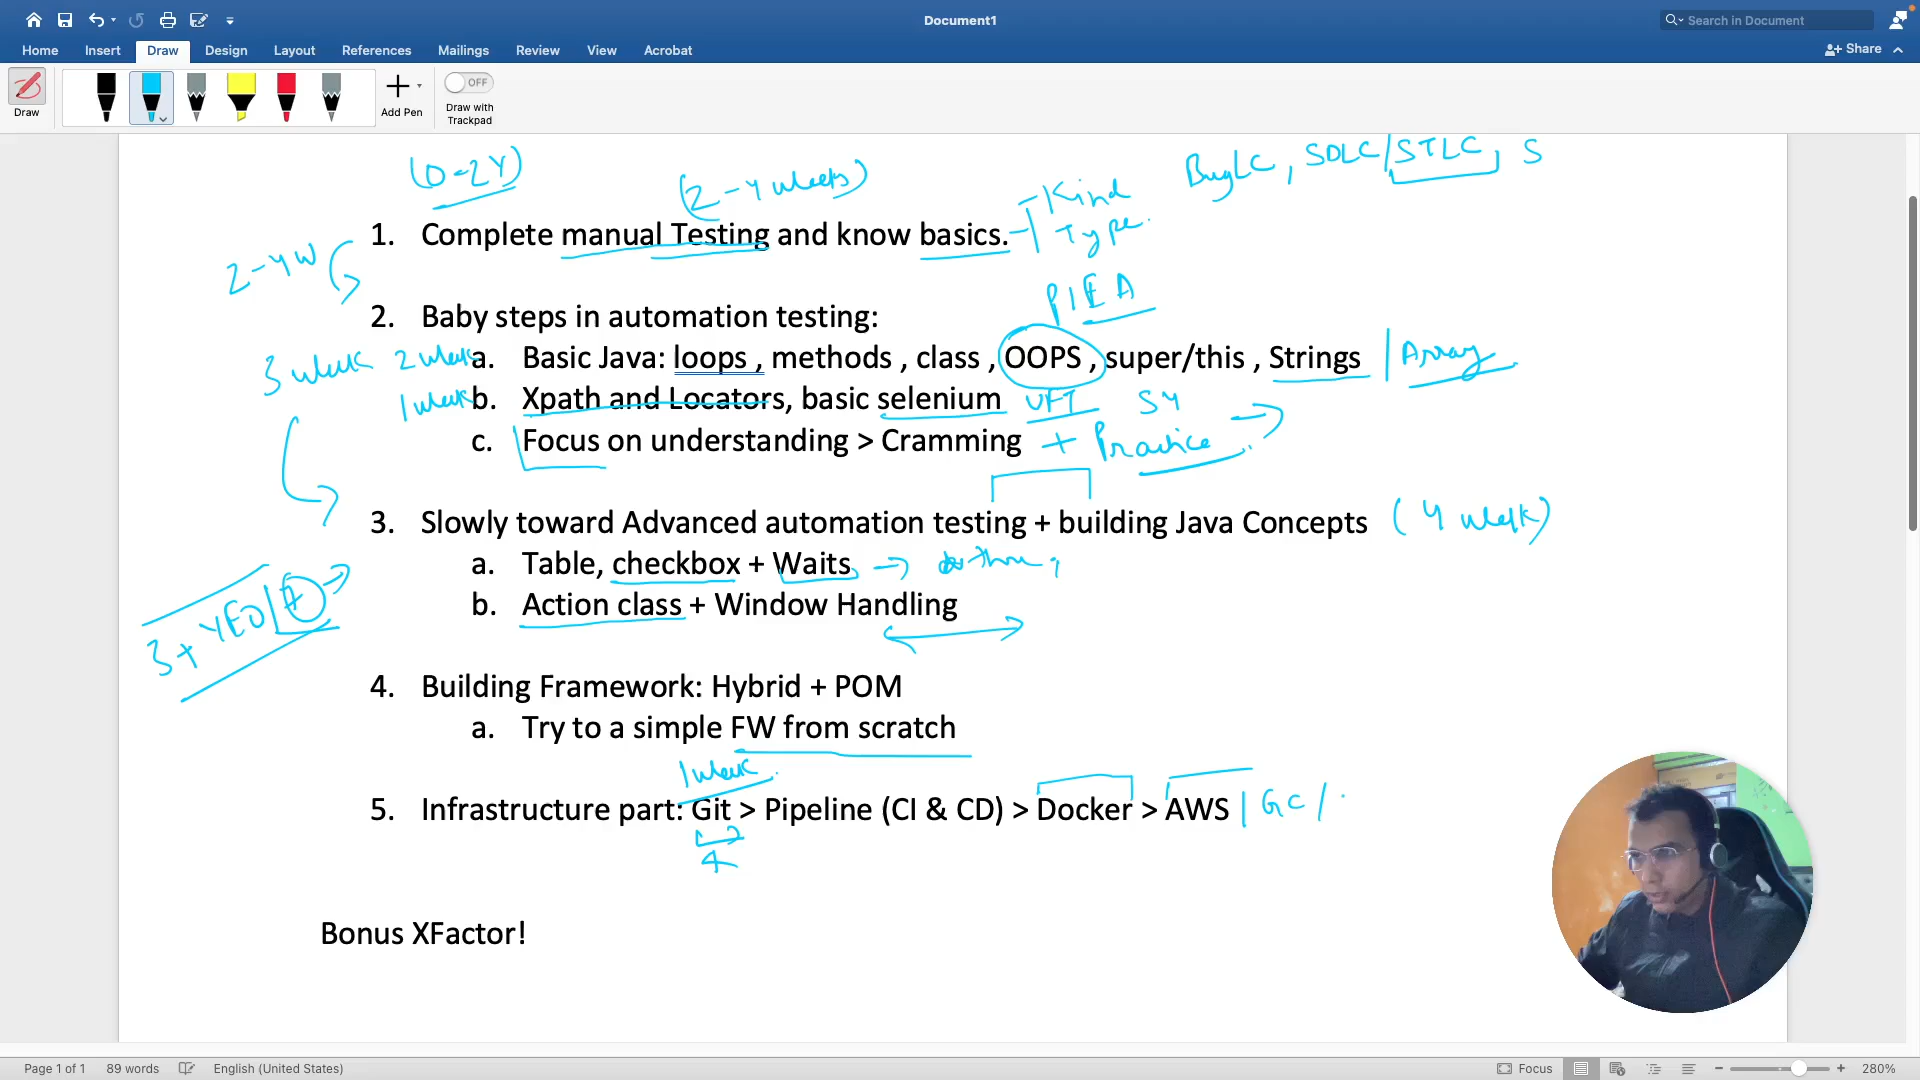 Document1
Search in Document
Home Insert Draw Design Layout References Mailings Review View Acrobat
Share
OFF
Draw
Add Pen
Draw with
Trackpad
(0-2Y)
(2-4 weeks)
BugLC, SDLC/STLC, S
Kind
1. Complete manual Testing and know basics.
Type
2-4W
PIEA
2. Baby steps in automation testing:
3 week 2 week
a. Basic Java: loops , methods , class , OOPS , super/this , Strings | Array
1 week
b. Xpath and Locators, basic selenium UFT S4
c. Focus on understanding > Cramming + Practice
3. Slowly toward Advanced automation testing + building Java Concepts (4 week)
a. Table, checkbox + Waits
b. Action class + Window Handling
3+ YEO +
4. Building Framework: Hybrid + POM
a. Try to a simple FW from scratch
1 week
5. Infrastructure part: Git > Pipeline (CI & CD) > Docker > AWS | GC /
Bonus XFactor!
Page 1 of 1 89 words English (United States) Focus 280%